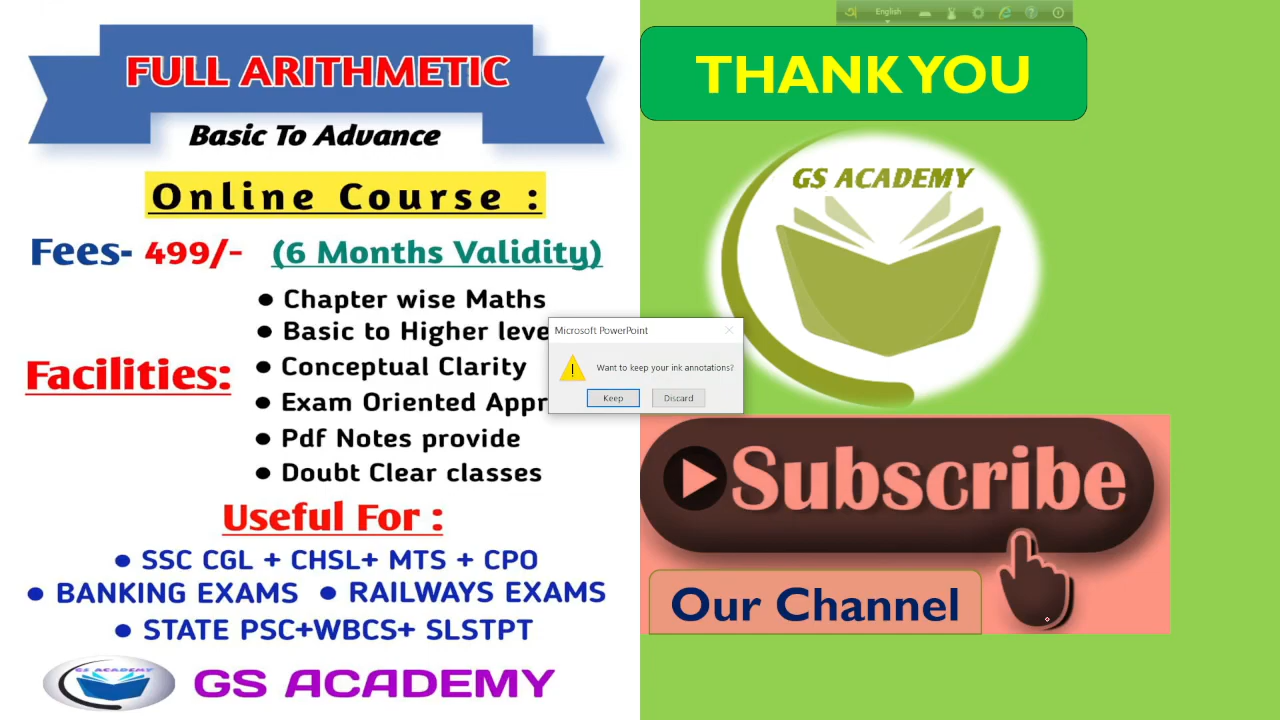 অ English
FULL ARITHMETIC
Basic To Advance
Online Course :
Fees- 499/- (6 Months Validity)
Facilities:
● Chapter wise Maths
● Basic to Higher leve
● Conceptual Clarity
● Exam Oriented Appr
● Pdf Notes provide
● Doubt Clear classes
Useful For :
● SSC CGL + CHSL+ MTS + CPO
● BANKING EXAMS ● RAILWAYS EXAMS
● STATE PSC+WBCS+ SLSTPT
GS ACADEMY
GS ACADEMY
THANK YOU
GS ACADEMY
Microsoft PowerPoint
Want to keep your ink annotations?
Keep Discard
Subscribe
Our Channel